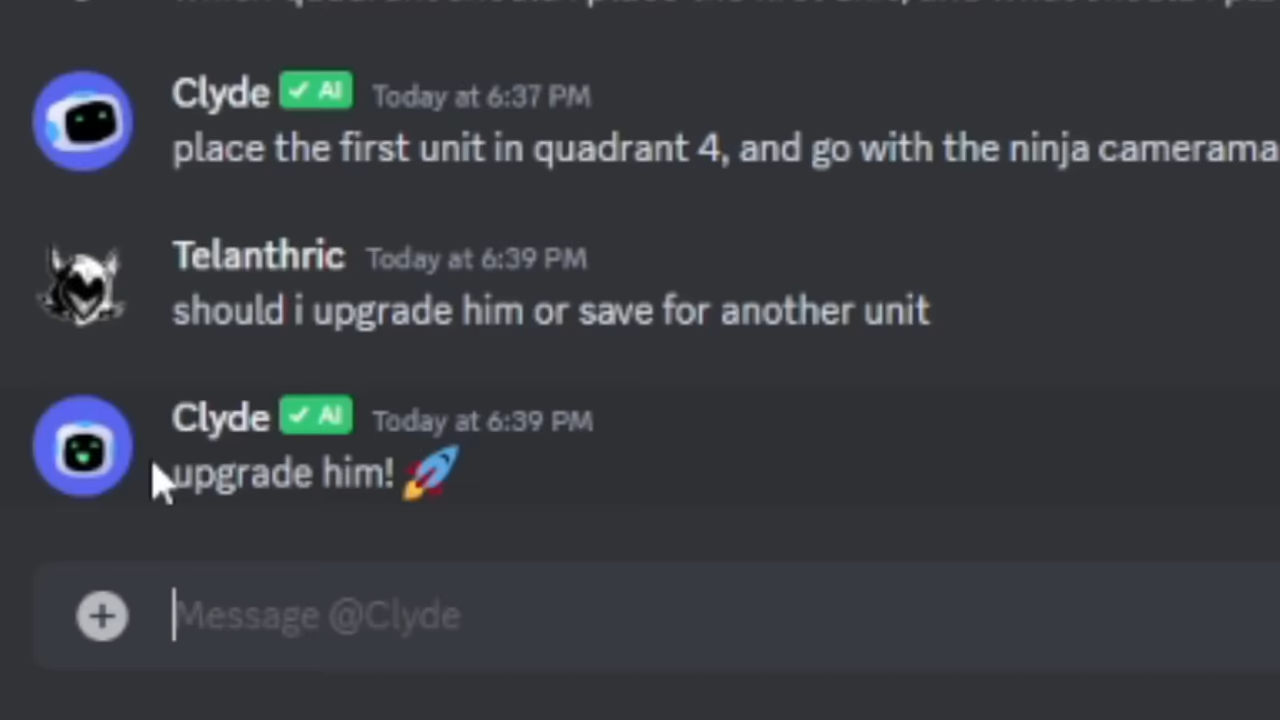 Clyde ✓ AI Today at 6:37 PM
place the first unit in quadrant 4, and go with the ninja camerama
Telanthric Today at 6:39 PM
should i upgrade him or save for another unit
Clyde ✓ AI Today at 6:39 PM
upgrade him! 🚀
Message @Clyde